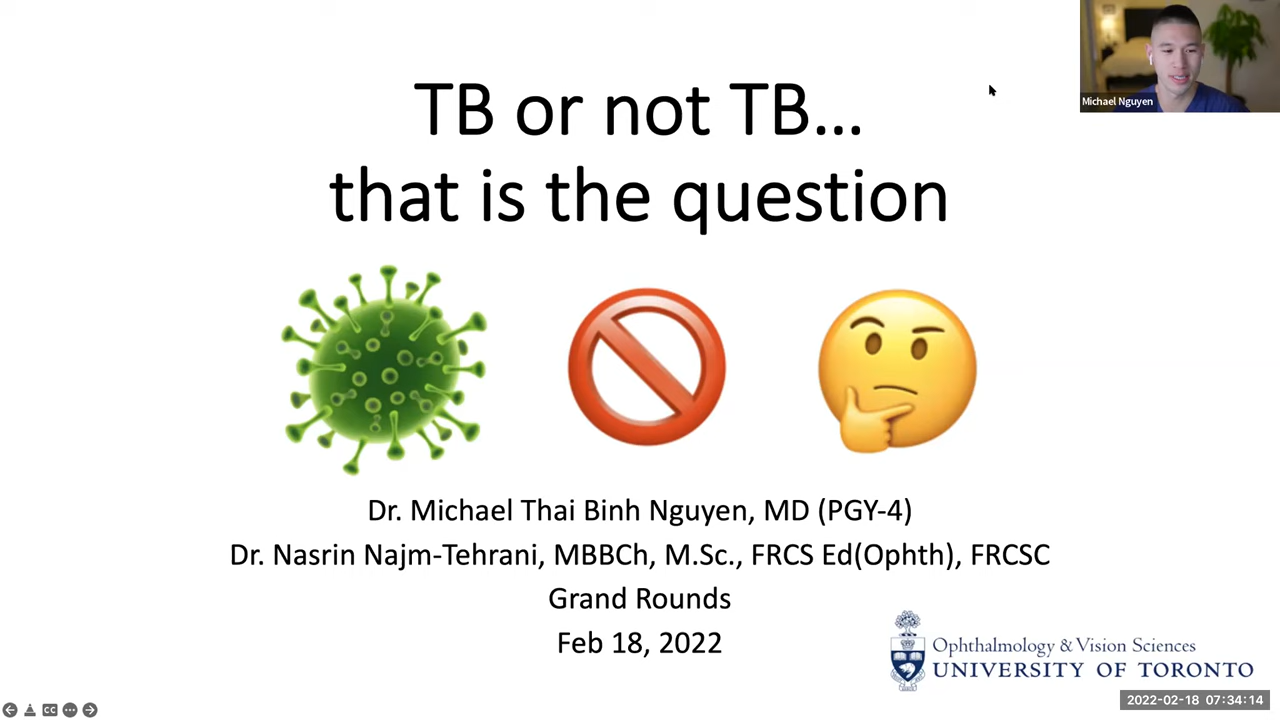 TB or not TB...
that is the question
Michael Nguyen
Dr. Michael Thai Binh Nguyen, MD (PGY-4)
Dr. Nasrin Najm-Tehrani, MBBCh, M.Sc., FRCS Ed(Ophth), FRCSC
Grand Rounds
Feb 18, 2022
Ophthalmology & Vision Sciences
UNIVERSITY OF TORONTO
CC
2022-02-18 07:34:14